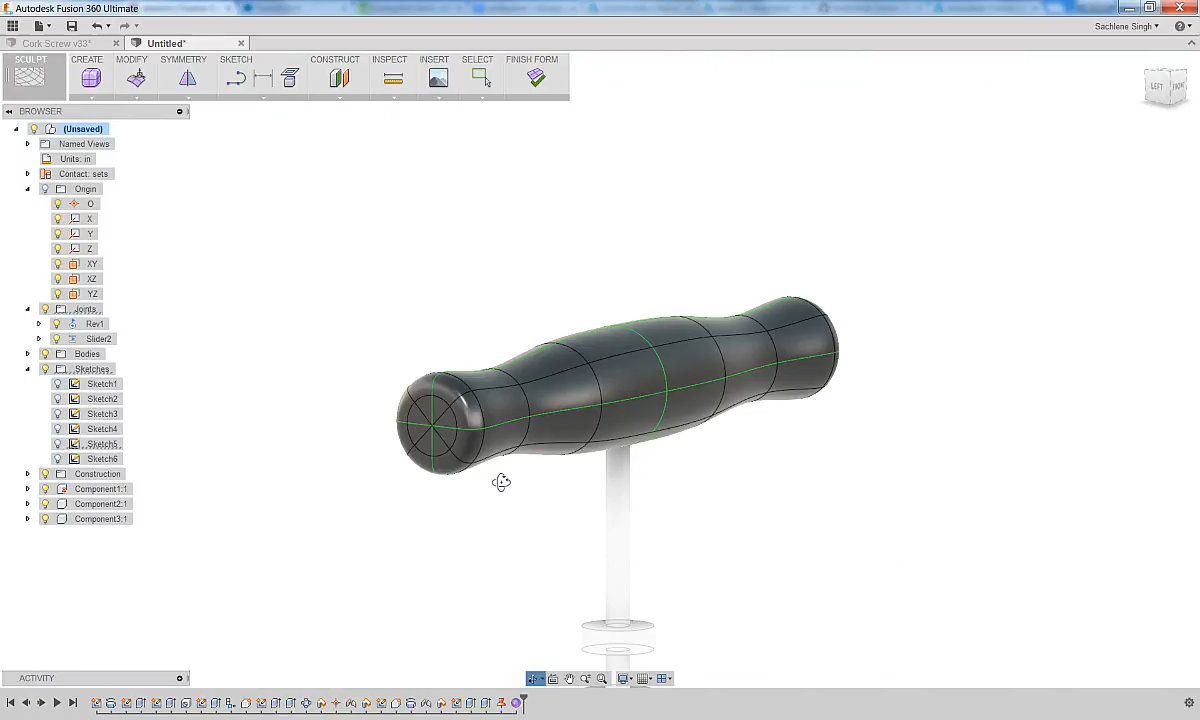 Autodesk Fusion 360 Ultimate
Sachlene Singh
Cork Screw v33*
Untitled*
SCULPT
CREATE
MODIFY
SYMMETRY
SKETCH
CONSTRUCT
INSPECT
INSERT
SELECT
FINISH FORM
LEFT
FRONT
BROWSER
(Unsaved)
Named Views
Units: in
Contact: sets
Origin
O
X
Y
Z
XY
XZ
YZ
Joints
Rev1
Slider2
Bodies
Sketches
Sketch1
Sketch2
Sketch3
Sketch4
Sketch5
Sketch6
Construction
Component1:1
Component2:1
Component3:1
ACTIVITY